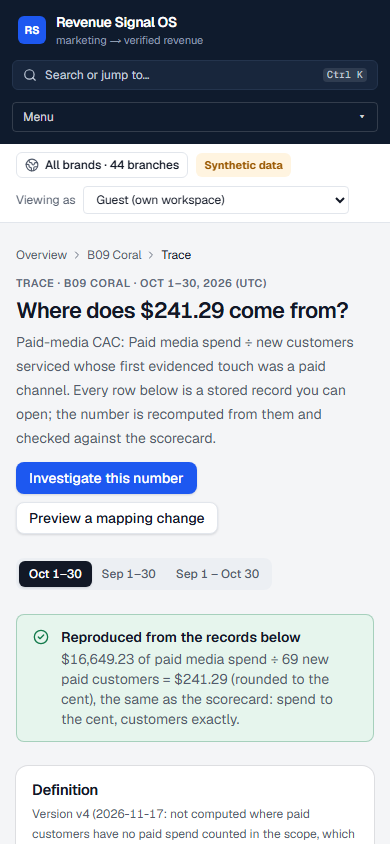 RS
Revenue Signal OS
marketing → verified revenue
Search or jump to…
Ctrl K
Menu
All brands · 44 branches
Synthetic data
Viewing as
Guest (own workspace)
Overview > B09 Coral > Trace
TRACE · B09 CORAL · OCT 1–30, 2026 (UTC)
Where does $241.29 come from?
Paid-media CAC: Paid media spend ÷ new customers
serviced whose first evidenced touch was a paid
channel. Every row below is a stored record you can
open; the number is recomputed from them and
checked against the scorecard.
Investigate this number
Preview a mapping change
Oct 1–30
Sep 1–30
Sep 1 – Oct 30
Reproduced from the records below
$16,649.23 of paid media spend ÷ 69 new
paid customers = $241.29 (rounded to the
cent), the same as the scorecard: spend to
the cent, customers exactly.
Definition
Version v4 (2026-11-17: not computed where paid
customers have no paid spend counted in the scope, which